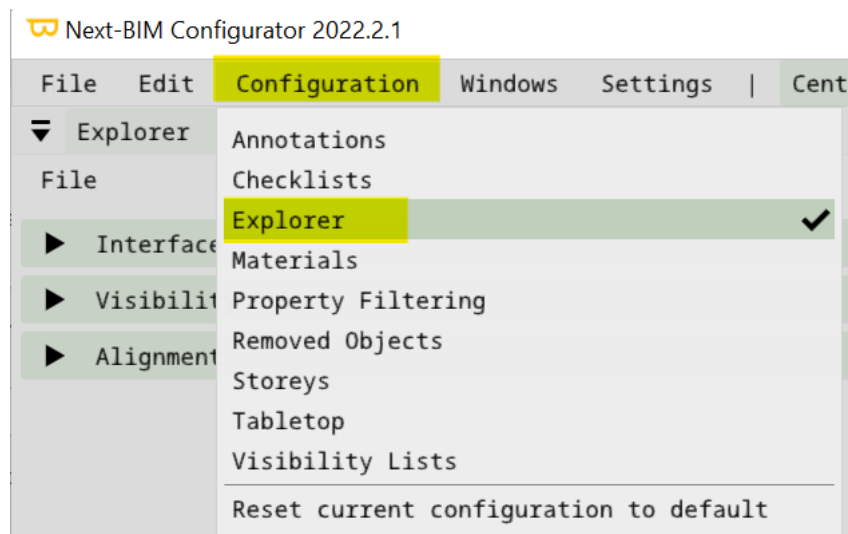 Next-BIM Configurator 2022.2.1
File Edit Configuration Windows Settings | Cent
Explorer
File
Interface
Visibilit
Alignment
Annotations
Checklists
Explorer
Materials
Property Filtering
Removed Objects
Storeys
Tabletop
Visibility Lists
Reset current configuration to default